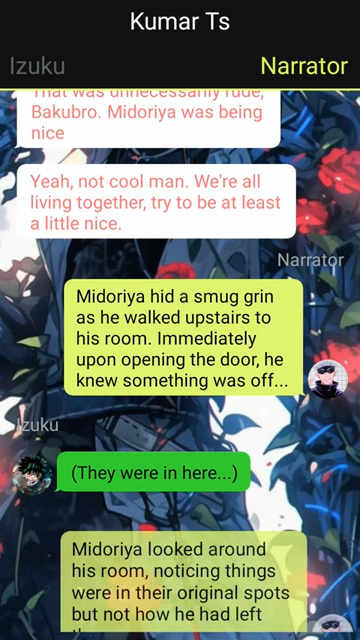 Kumar Ts
Izuku
Narrator
That was unnecessarily rude,
Bakubro. Midoriya was being
nice
Yeah, not cool man. We're all
living together, try to be at least
a little nice.
Narrator
Midoriya hid a smug grin
as he walked upstairs to
his room. Immediately
upon opening the door, he
knew something was off...
Izuku
(They were in here...)
Midoriya looked around
his room, noticing things
were in their original spots
but not how he had left